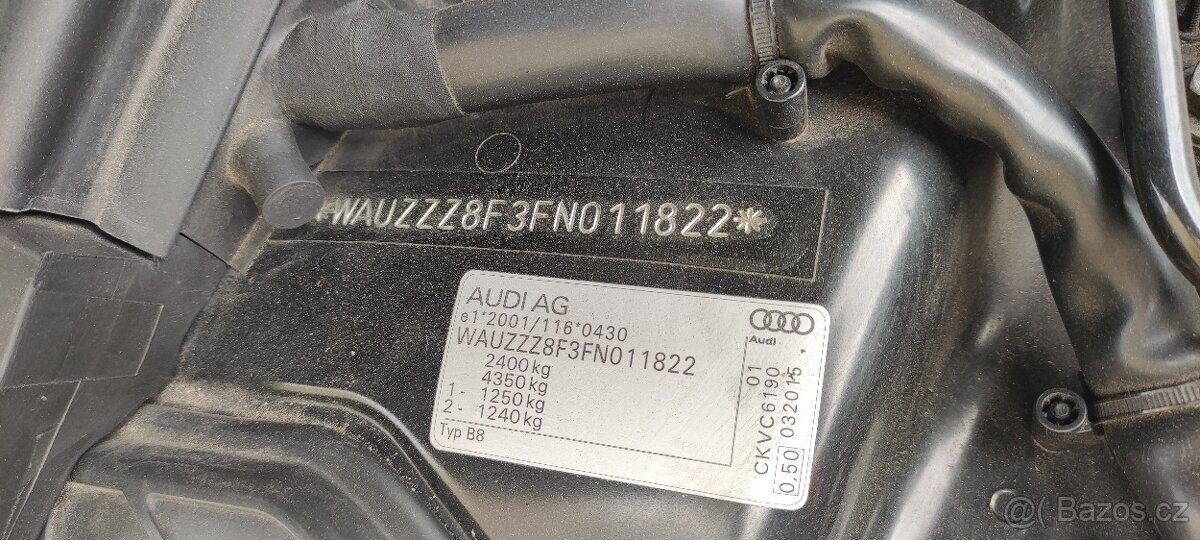 *WAUZZZ8F3FN011822*
AUDI AG
e1*2001/116*0430
WAUZZZ8F3FN011822
2400kg
4350kg
1 - 1250kg
2 - 1240kg
Typ B8
Audi
CKVC6190 01
0,50 032015
@( Bazos.cz